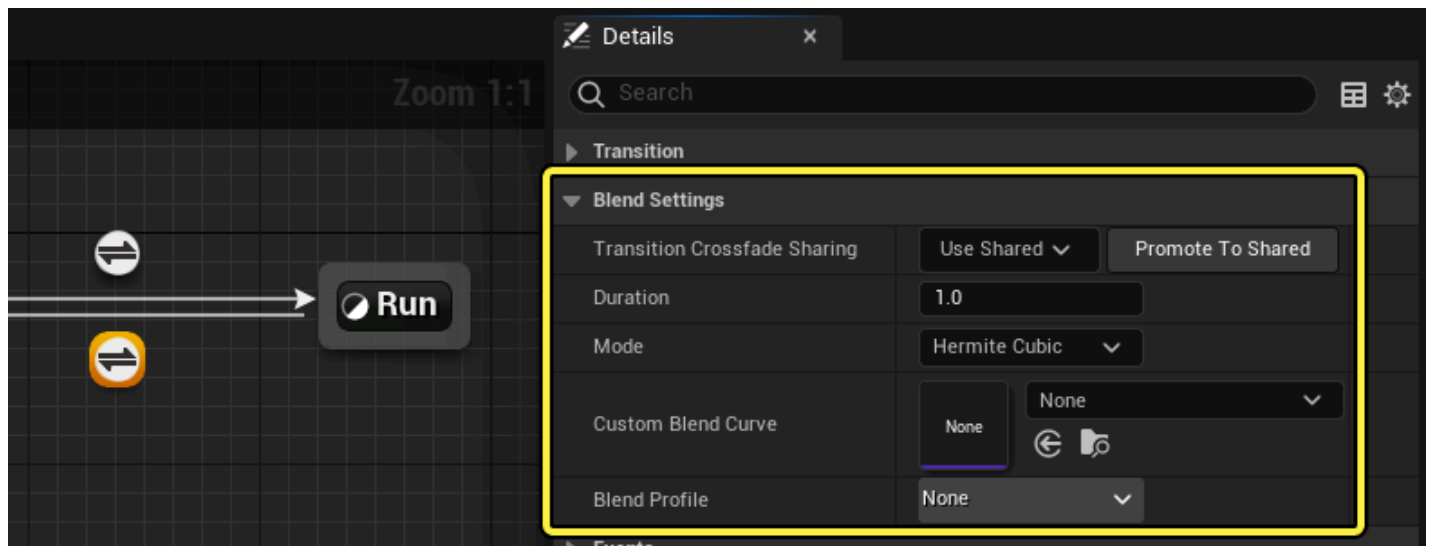 Details
Zoom 1:1
Search
Transition
Blend Settings
Transition Crossfade Sharing Use Shared Promote To Shared
Duration 1.0
Run
Mode Hermite Cubic
None
Custom Blend Curve None
Blend Profile None
Events